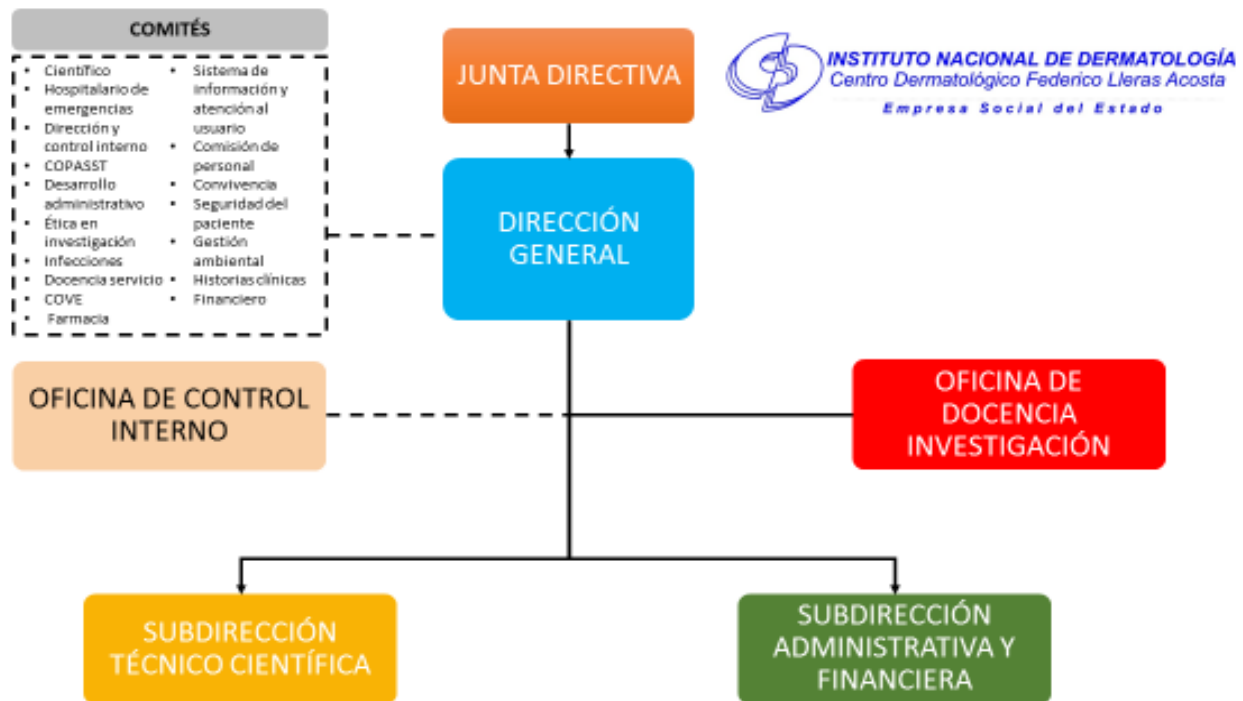 COMITÉS
• Científico
• Hospitalario de
emergencias
• Dirección y
control interno
• COPASST
• Desarrollo
administrativo
• Ética en
investigación
• Infecciones
• Docencia servicio
• COVE
• Farmacia
• Sistema de
información y
atención al
usuario
• Comisión de
personal
• Convivencia
• Seguridad del
paciente
• Gestión
ambiental
• Historias clínicas
• Financiero
JUNTA DIRECTIVA
INSTITUTO NACIONAL DE DERMATOLOGÍA
Centro Dermatológico Federico Lleras Acosta
Empresa Social del Estado
DIRECCIÓN
GENERAL
OFICINA DE CONTROL
INTERNO
OFICINA DE
DOCENCIA
INVESTIGACIÓN
SUBDIRECCIÓN
TÉCNICO CIENTÍFICA
SUBDIRECCIÓN
ADMINISTRATIVA Y
FINANCIERA